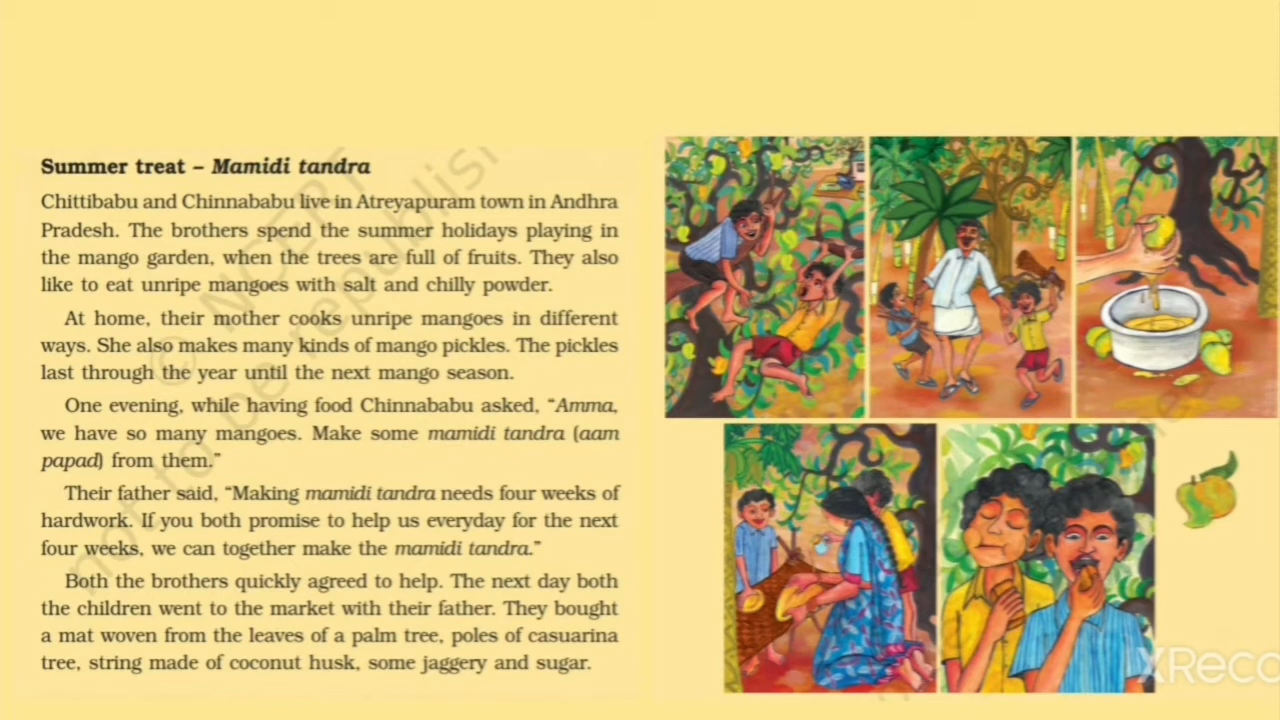 Summer treat – Mamidi tandra
Chittibabu and Chinnababu live in Atreyapuram town in Andhra
Pradesh. The brothers spend the summer holidays playing in
the mango garden, when the trees are full of fruits. They also
like to eat unripe mangoes with salt and chilly powder.
At home, their mother cooks unripe mangoes in different
ways. She also makes many kinds of mango pickles. The pickles
last through the year until the next mango season.
One evening, while having food Chinnababu asked, “Amma,
we have so many mangoes. Make some mamidi tandra (aam
papad) from them.”
Their father said, “Making mamidi tandra needs four weeks of
hardwork. If you both promise to help us everyday for the next
four weeks, we can together make the mamidi tandra.”
Both the brothers quickly agreed to help. The next day both
the children went to the market with their father. They bought
a mat woven from the leaves of a palm tree, poles of casuarina
tree, string made of coconut husk, some jaggery and sugar.
© NCERT
not to be republis
XReco